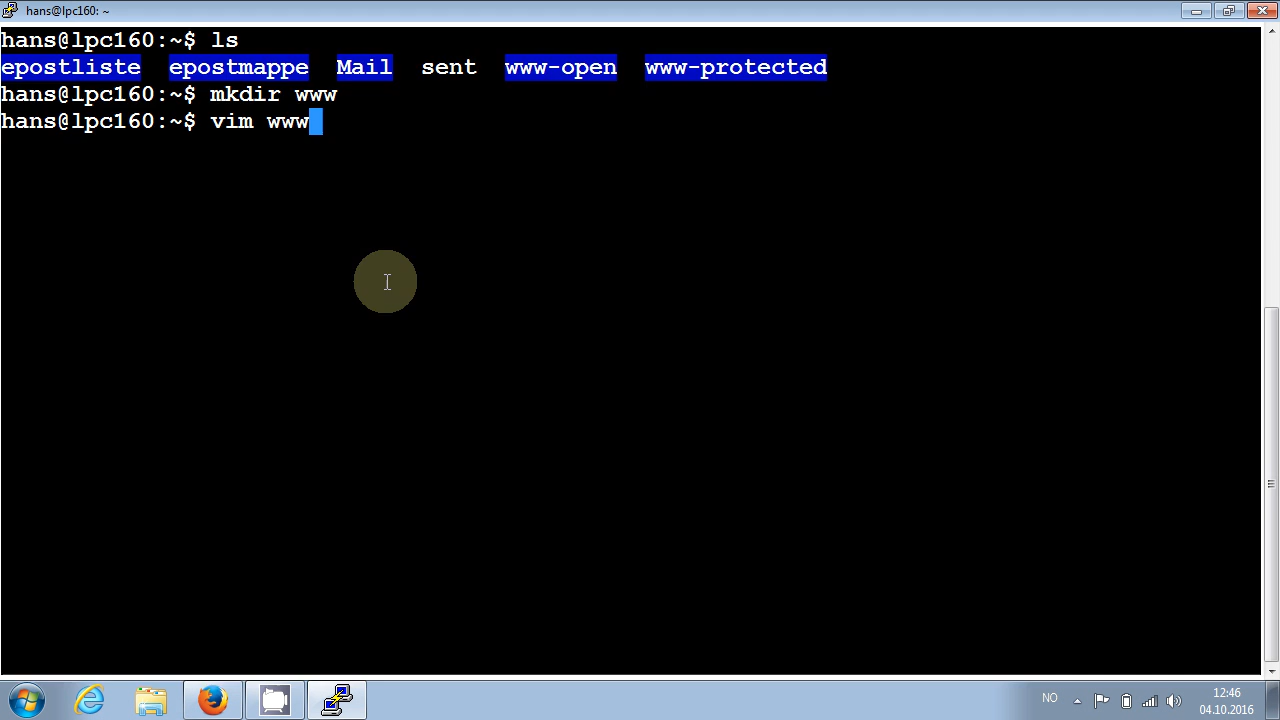 hans@lpc160: ~
hans@lpc160:~$ ls
epostliste epostmappe Mail sent www-open www-protected
hans@lpc160:~$ mkdir www
hans@lpc160:~$ vim www
NO
12:46
04.10.2016